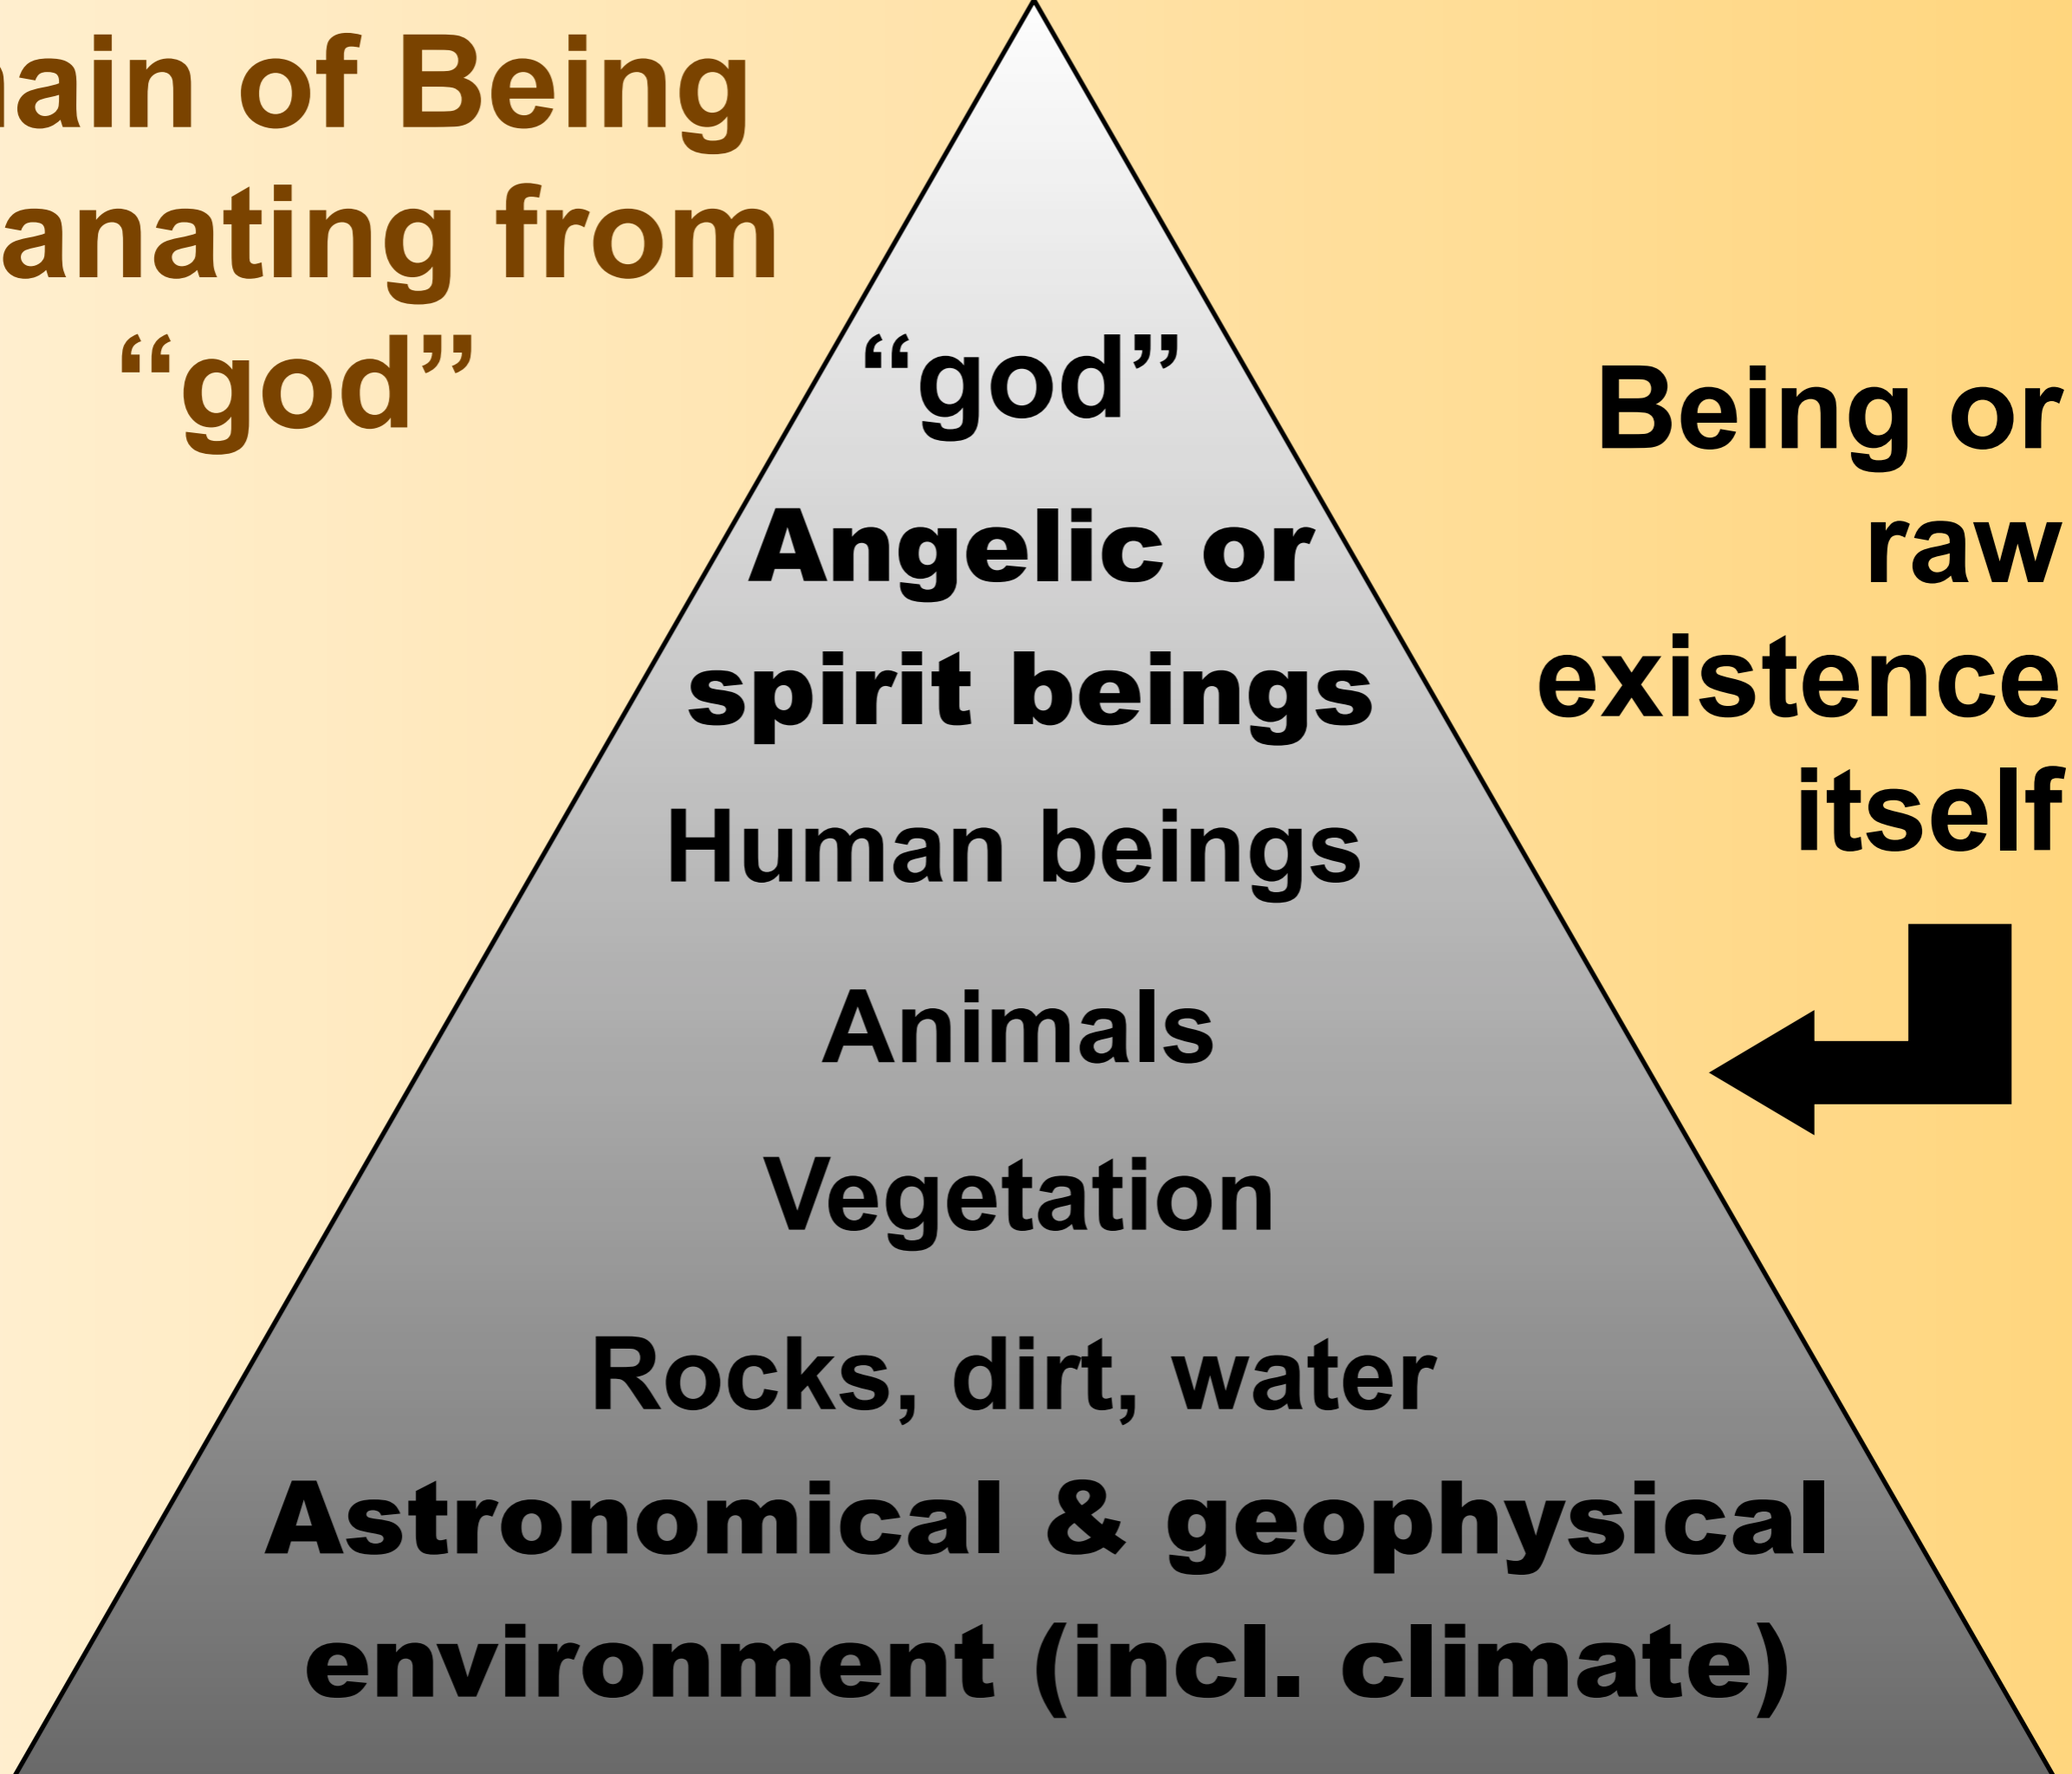 ain of Being
anating from
“god”
“god”
Angelic or
spirit beings
Human beings
Animals
Vegetation
Rocks, dirt, water
Astronomical & geophysical
environment (incl. climate)
Being or
raw
existence
itself